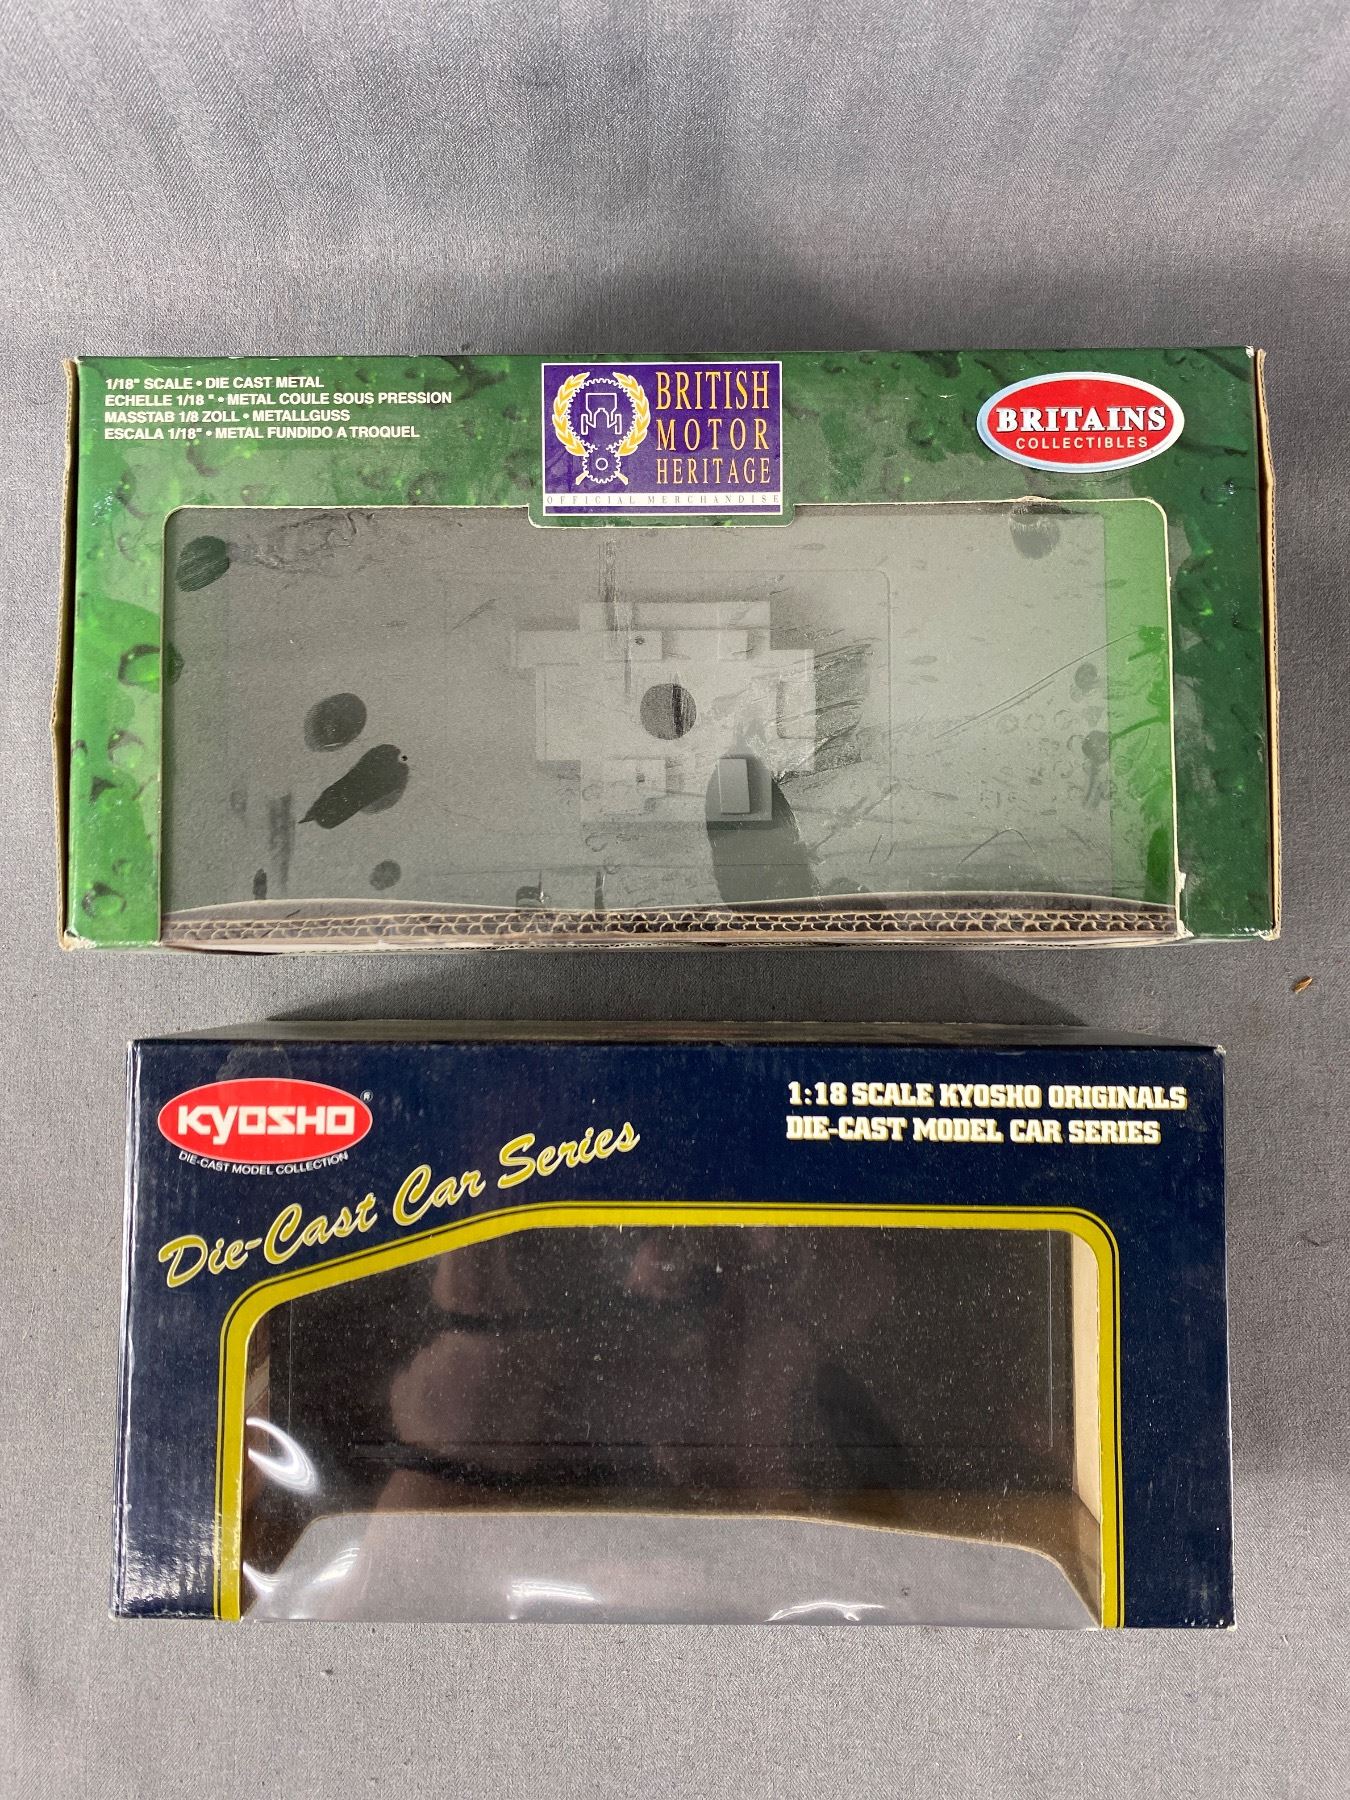 1/18" SCALE • DIE CAST METAL
ECHELLE 1/18 " • METAL COULE SOUS PRESSION
MASSTAB 1/8 ZOLL • METALLGUSS
ESCALA 1/18" • METAL FUNDIDO A TROQUEL
BRITISH
MOTOR
HERITAGE
OFFICIAL MERCHANDISE
BRITAINS
COLLECTIBLES
KYOSHO ®
DIE-CAST MODEL COLLECTION
Die-Cast Car Series
1:18 SCALE KYOSHO ORIGINALS
DIE-CAST MODEL CAR SERIES